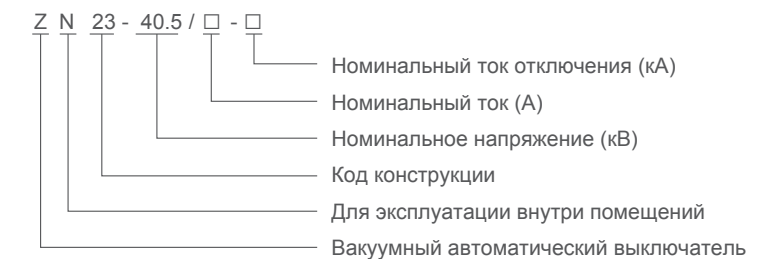 Z N 23 - 40.5 / □ - □
Номинальный ток отключения (кА)
Номинальный ток (А)
Номинальное напряжение (кВ)
Код конструкции
Для эксплуатации внутри помещений
Вакуумный автоматический выключатель